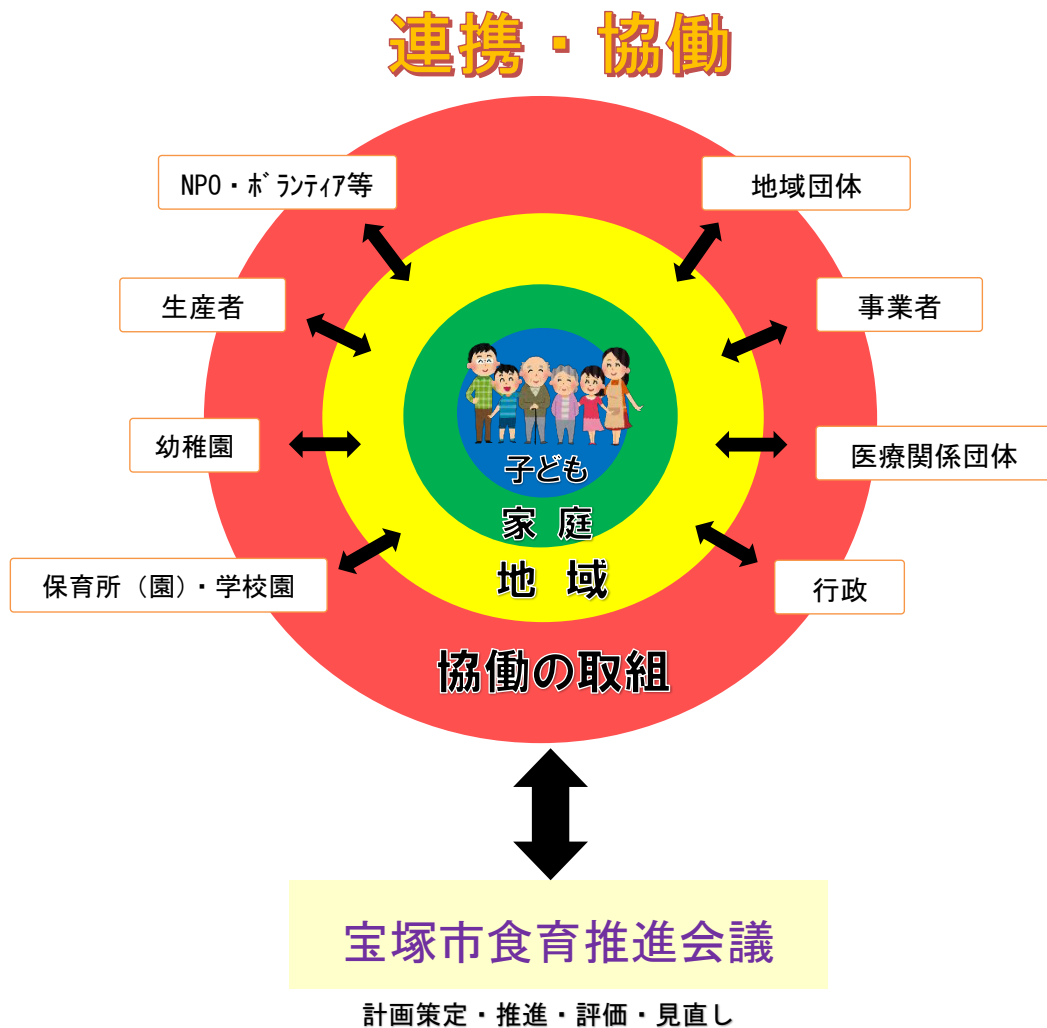 連携・協働
NPO・ﾎﾞﾗﾝﾃｨｱ等
地域団体
生産者
事業者
幼稚園
医療関係団体
保育所（園）・学校園
行政
子ども
家 庭
地 域
協働の取組
宝塚市食育推進会議
計画策定・推進・評価・見直し